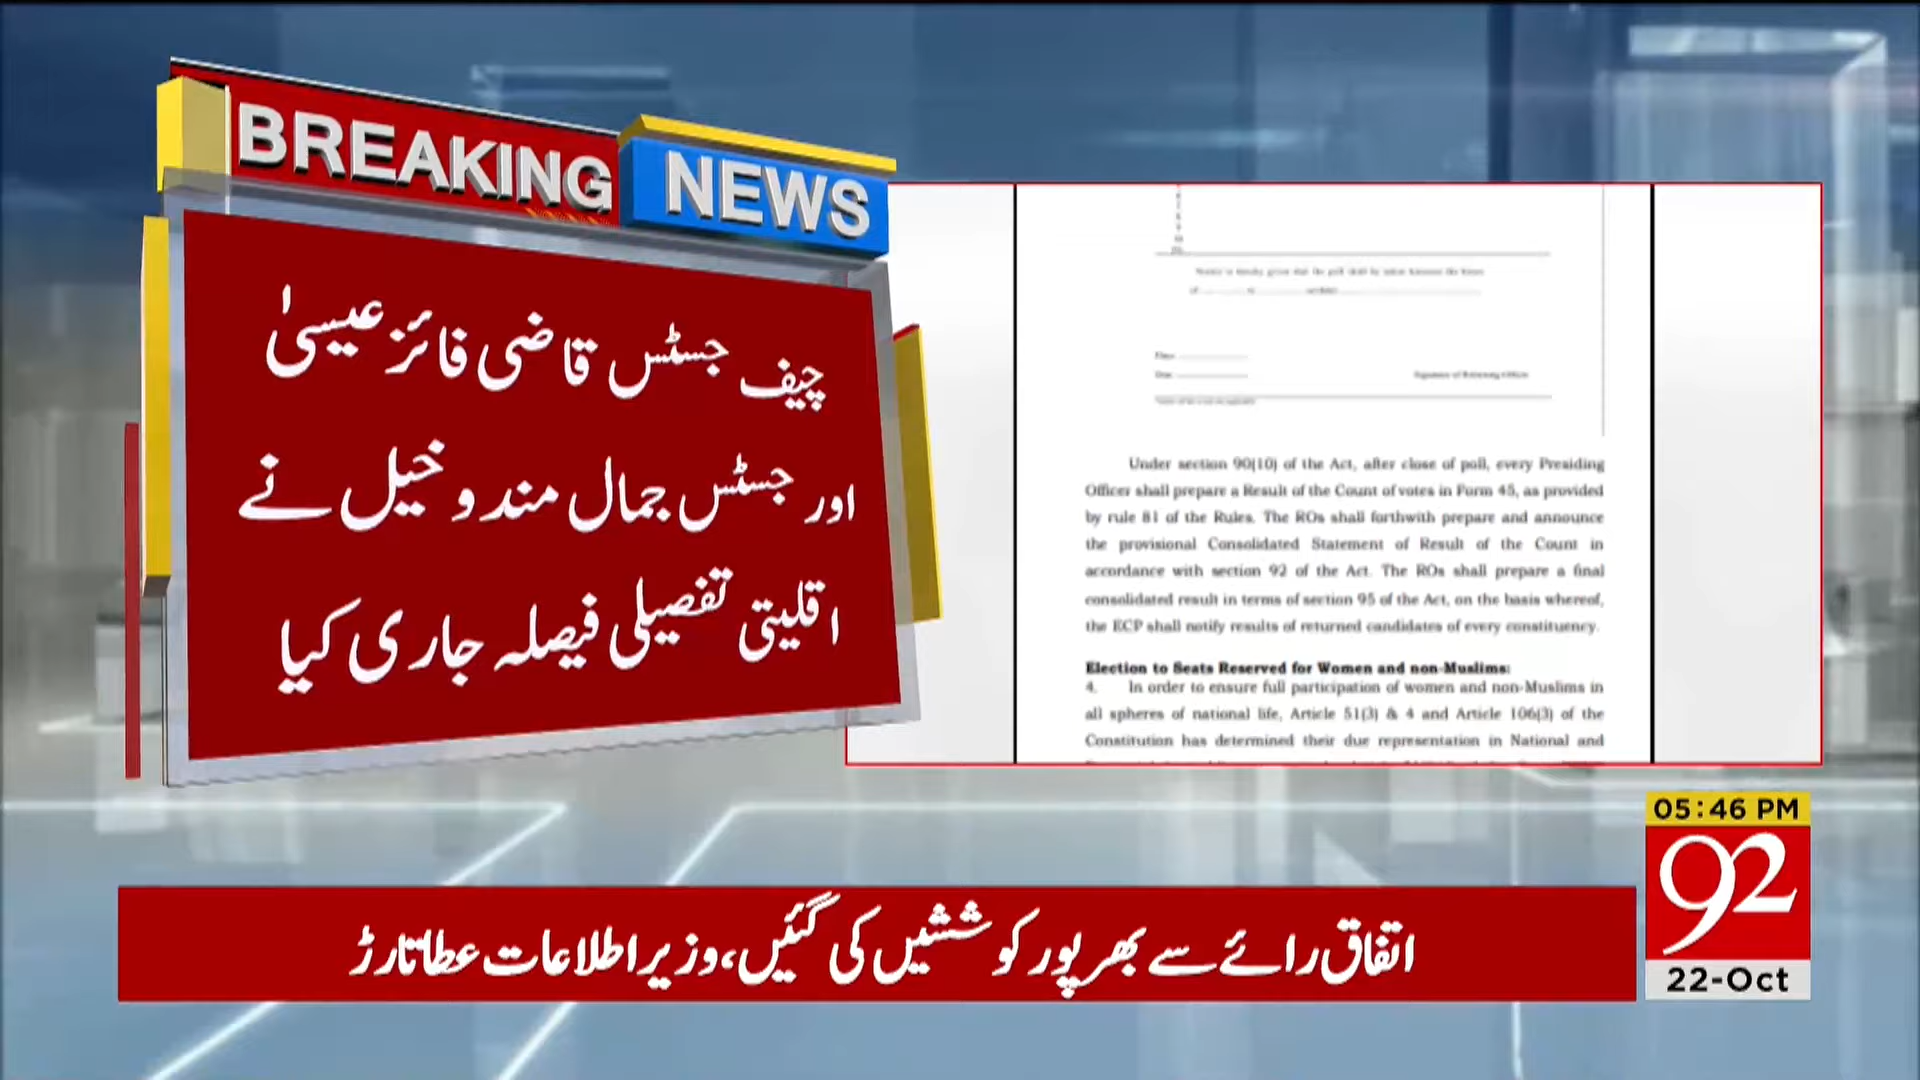 BREAKING NEWS
چیف جسٹس قاضی فائز عیسیٰ
اور جسٹس جمال مندوخیل نے
اقلیتی تفصیلی فیصلہ جاری کیا
Under section 90(10) of the Act, after close of poll, every Presiding
Officer shall prepare a Result of the Count of votes in Form 45, as provided
by rule 81 of the Rules. The ROs shall forthwith prepare and announce
the provisional Consolidated Statement of Result of the Count in
accordance with section 92 of the Act. The ROs shall prepare a final
consolidated result in terms of section 95 of the Act, on the basis whereof,
the ECP shall notify results of returned candidates of every constituency.
Election to Seats Reserved for Women and non-Muslims:
4. In order to ensure full participation of women and non-Muslims in
all spheres of national life, Article 51(3) & 4 and Article 106(3) of the
Constitution has determined their due representation in National and
05:46 PM
92
22-Oct
اتفاق رائے سے بھرپور کوششیں کی گئیں، وزیر اطلاعات عطا تارڑ